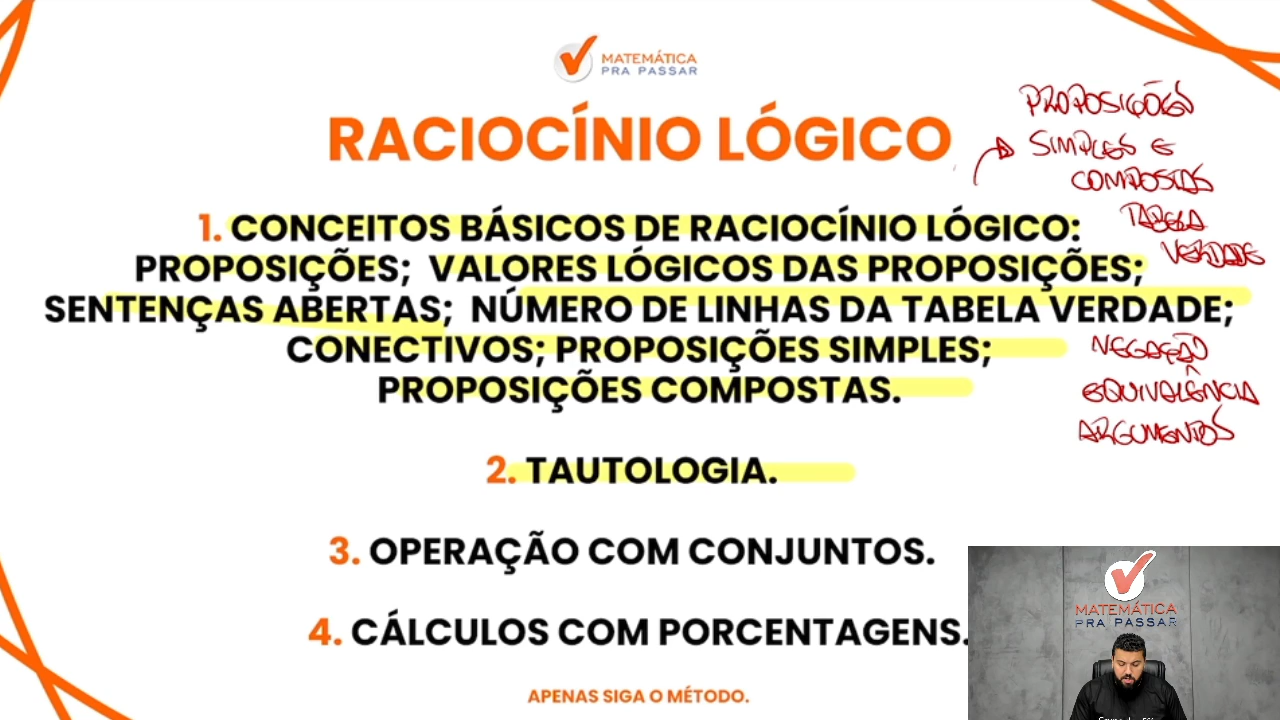 MATEMÁTICA
PRA PASSAR
RACIOCÍNIO LÓGICO
1. CONCEITOS BÁSICOS DE RACIOCÍNIO LÓGICO:
PROPOSIÇÕES; VALORES LÓGICOS DAS PROPOSIÇÕES;
SENTENÇAS ABERTAS; NÚMERO DE LINHAS DA TABELA VERDADE;
CONECTIVOS; PROPOSIÇÕES SIMPLES;
PROPOSIÇÕES COMPOSTAS.
2. TAUTOLOGIA.
3. OPERAÇÃO COM CONJUNTOS.
4. CÁLCULOS COM PORCENTAGENS.
APENAS SIGA O MÉTODO.
PROPOSIÇÕES
SIMPLES E
COMPOSTAS
TABELA
VERDADE
NEGAÇÃO
EQUIVALÊNCIA
ARGUMENTOS
MATEMÁTICA
PRA PASSAR